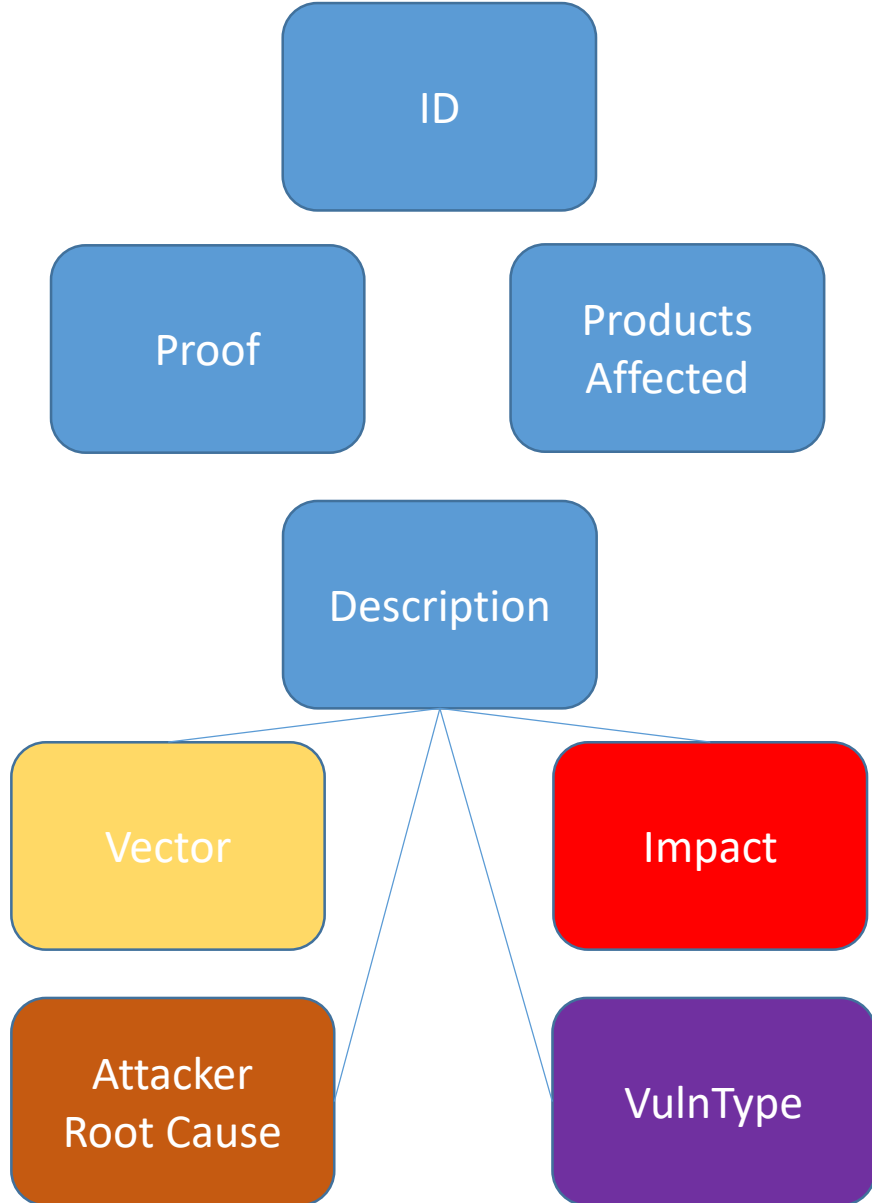 ID
Proof
Products
Affected
Description
Vector
Impact
Attacker
Root Cause
VulnType